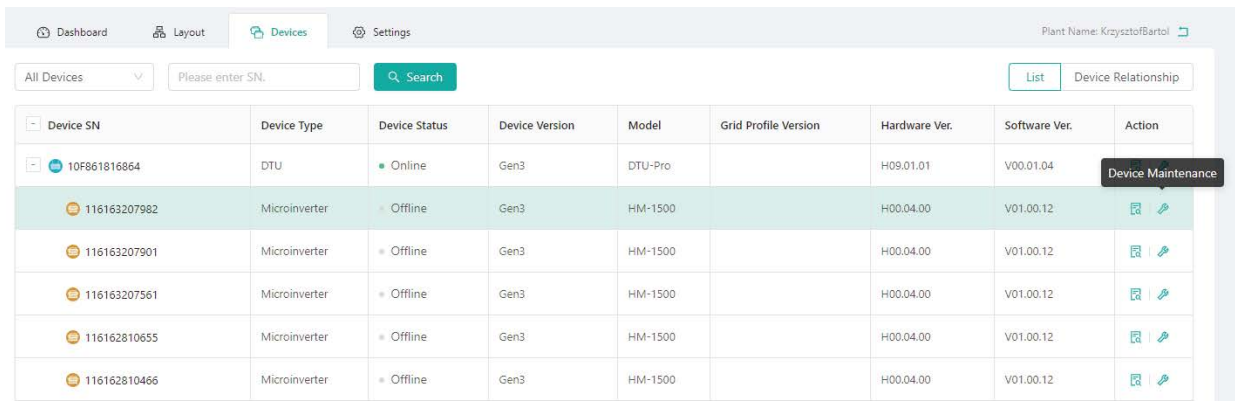 Dashboard Layout Devices Settings Plant Name: KrzysztofBartol
All Devices Please enter SN. Search List Device Relationship
Device SN Device Type Device Status Device Version Model Grid Profile Version Hardware Ver. Software Ver. Action
10F861816864 DTU Online Gen3 DTU-Pro H09.01.01 V00.01.04
Device Maintenance
116163207982 Microinverter Offline Gen3 HM-1500 H00.04.00 V01.00.12
116163207901 Microinverter Offline Gen3 HM-1500 H00.04.00 V01.00.12
116163207561 Microinverter Offline Gen3 HM-1500 H00.04.00 V01.00.12
116162810655 Microinverter Offline Gen3 HM-1500 H00.04.00 V01.00.12
116162810466 Microinverter Offline Gen3 HM-1500 H00.04.00 V01.00.12